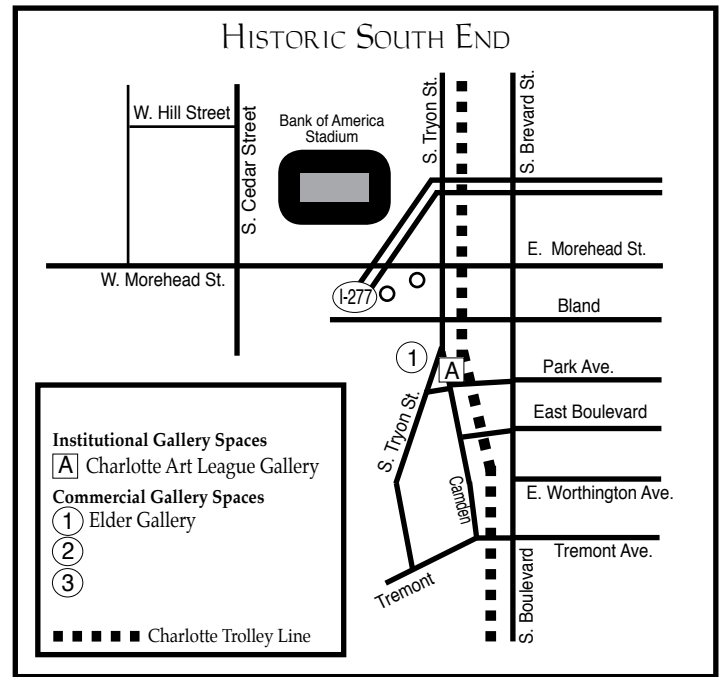 HISTORIC SOUTH END
W. Hill Street
S. Cedar Street
Bank of America
Stadium
S. Tryon St.
S. Brevard St.
E. Morehead St.
W. Morehead St.
I-277
Bland
1
A
Park Ave.
East Boulevard
S. Tryon St.
Camden
E. Worthington Ave.
Tremont Ave.
Tremont
S. Boulevard
Institutional Gallery Spaces
A Charlotte Art League Gallery
Commercial Gallery Spaces
1 Elder Gallery
2
3
Charlotte Trolley Line